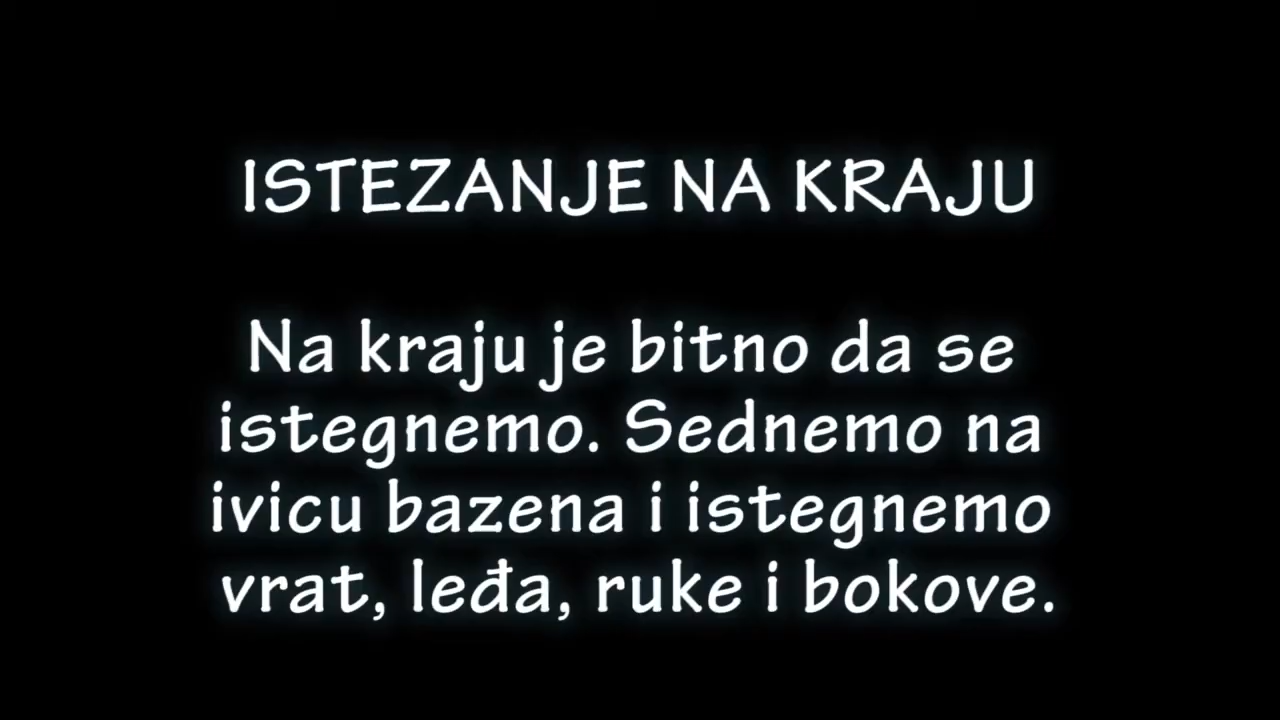 ISTEZANJE NA KRAJU
Na kraju je bitno da se
istegnemo. Sednemo na
ivicu bazena i istegnemo
vrat, leđa, ruke i bokove.